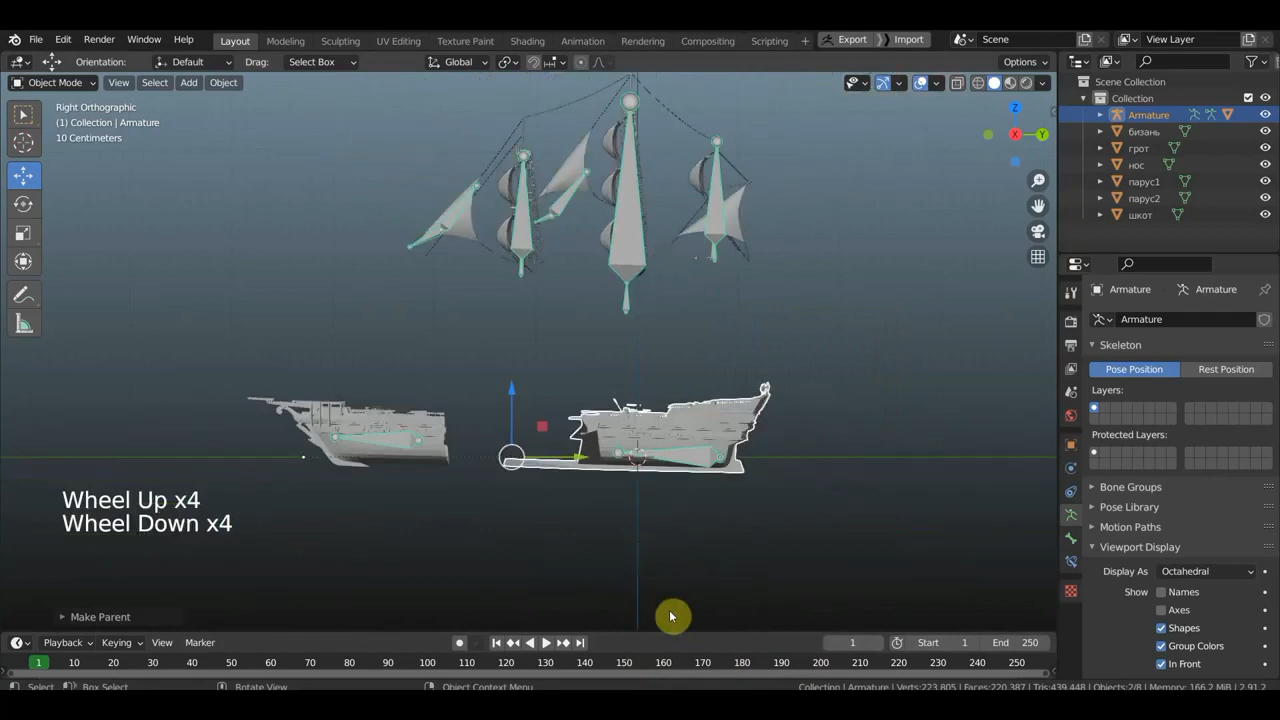 File Edit Render Window Help Layout Modeling Sculpting UV Editing Texture Paint Shading Animation Rendering Compositing Scripting + Export Import Scene View Layer
Orientation: Default Drag: Select Box Global Options
Object Mode View Select Add Object
Right Orthographic
(1) Collection | Armature
10 Centimeters
Z
X
Y
Scene Collection
Collection
Armature
бизань
грот
нос
парус1
парус2
шкот
Armature Armature
Armature
Skeleton
Pose Position Rest Position
Layers:
Protected Layers:
Bone Groups
Pose Library
Motion Paths
Viewport Display
Display As Octahedral
Show Names
Axes
Shapes
Group Colors
In Front
Wheel Up x4
Wheel Down x4
Make Parent
Playback Keying View Marker 1 Start 1 End 250
1 10 20 30 40 50 60 70 80 90 100 110 120 130 140 150 160 170 180 190 200 210 220 230 240 250
Select Box Select Rotate View Object Context Menu Collection | Armature | Verts:223,805 | Faces:220,387 | Tris:439,448 | Objects:2/8 | Memory: 166.2 MiB | 2.91.2